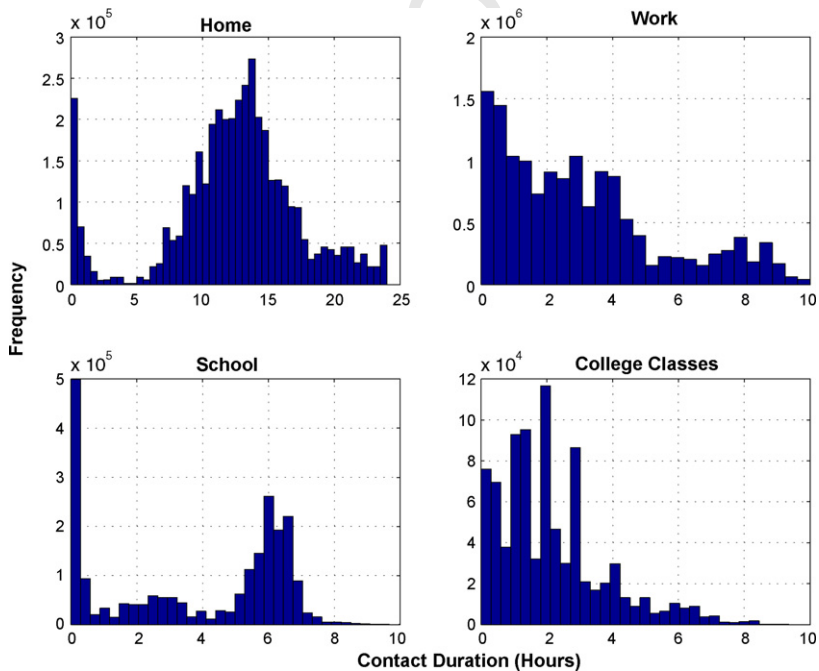 x 10^5
Home
3
2.5
2
1.5
1
0.5
0
0 5 10 15 20 25
x 10^6
Work
2
1.5
1
0.5
0
0 2 4 6 8 10
Frequency
x 10^5
School
5
4
3
2
1
0
0 2 4 6 8 10
x 10^4
College Classes
12
10
8
6
4
2
0
0 2 4 6 8 10
Contact Duration (Hours)